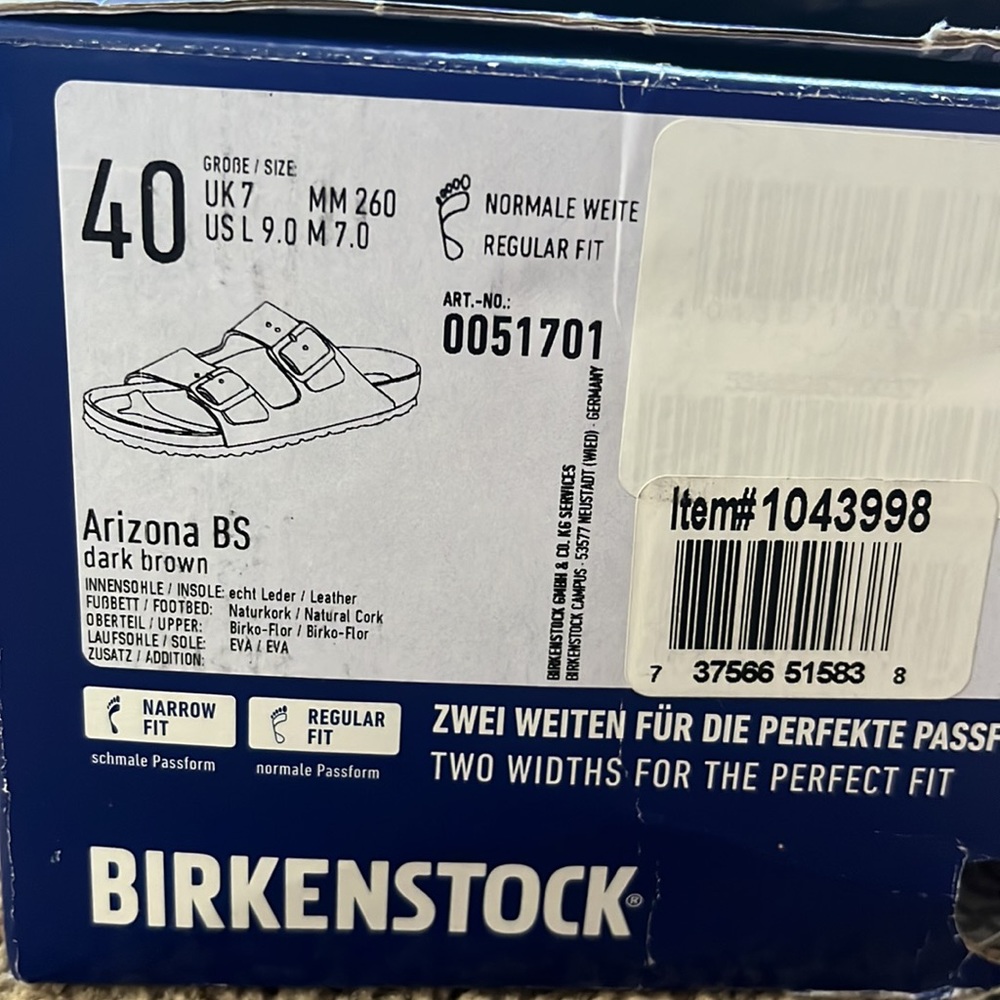 40
GRÖßE / SIZE:
UK 7 MM 260
US L 9.0 M 7.0
NORMALE WEITE
REGULAR FIT
ART.-NO.:
0051701
Arizona BS
dark brown
INNENSOHLE / INSOLE: echt Leder / Leather
FUßBETT / FOOTBED: Naturkork / Natural Cork
OBERTEIL / UPPER: Birko-Flor / Birko-Flor
LAUFSOHLE / SOLE: EVA / EVA
ZUSATZ / ADDITION:
BIRKENSTOCK GMBH & CO. KG SERVICES
BIRKENSTOCK CAMPUS · 53577 NEUSTADT (WIED) · GERMANY
Item#1043998
7 37566 51583 8
NARROW
FIT
schmale Passform
REGULAR
FIT
normale Passform
ZWEI WEITEN FÜR DIE PERFEKTE PASSF
TWO WIDTHS FOR THE PERFECT FIT
BIRKENSTOCK®